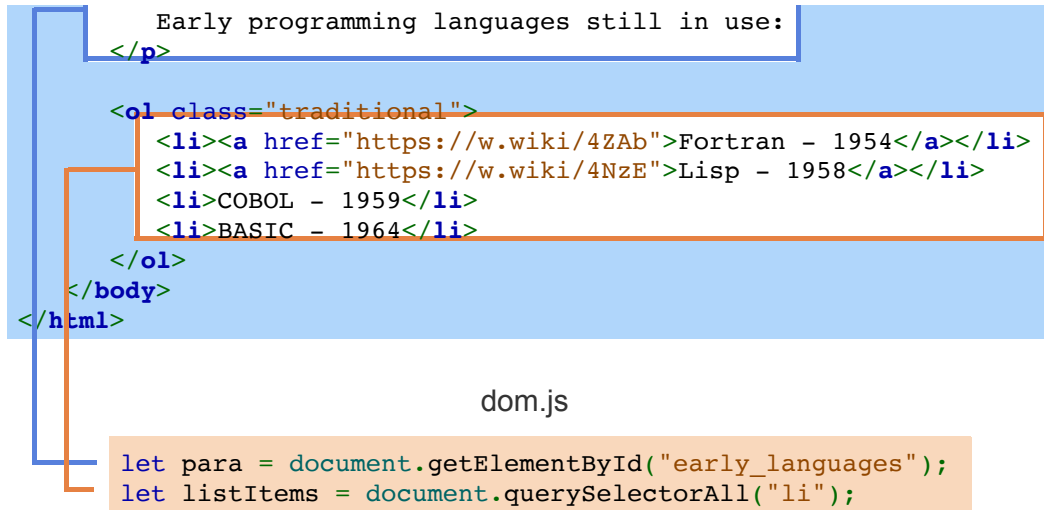 Early programming languages still in use:
</p>
<ol class="traditional">
<li><a href="https://w.wiki/4ZAb">Fortran - 1954</a></li>
<li><a href="https://w.wiki/4NzE">Lisp - 1958</a></li>
<li>COBOL - 1959</li>
<li>BASIC - 1964</li>
</ol>
</body>
</html>
dom.js
let para = document.getElementById("early_languages");
let listItems = document.querySelectorAll("li");